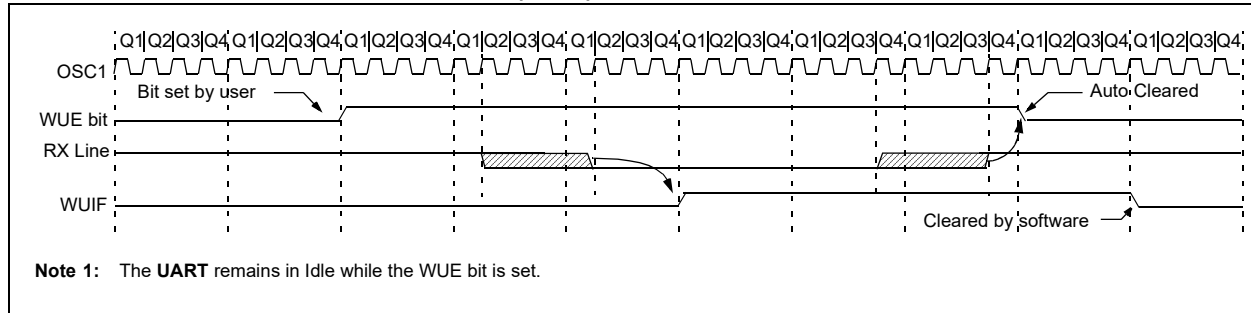 Q1 Q2 Q3 Q4 Q1 Q2 Q3 Q4 Q1 Q2 Q3 Q4 Q1 Q2 Q3 Q4 Q1 Q2 Q3 Q4 Q1 Q2 Q3 Q4 Q1 Q2 Q3 Q4 Q1 Q2 Q3 Q4 Q1 Q2 Q3 Q4 Q1 Q2 Q3 Q4
OSC1
Bit set by user Auto Cleared
WUE bit
RX Line
WUIF
Cleared by software
Note 1: The UART remains in Idle while the WUE bit is set.